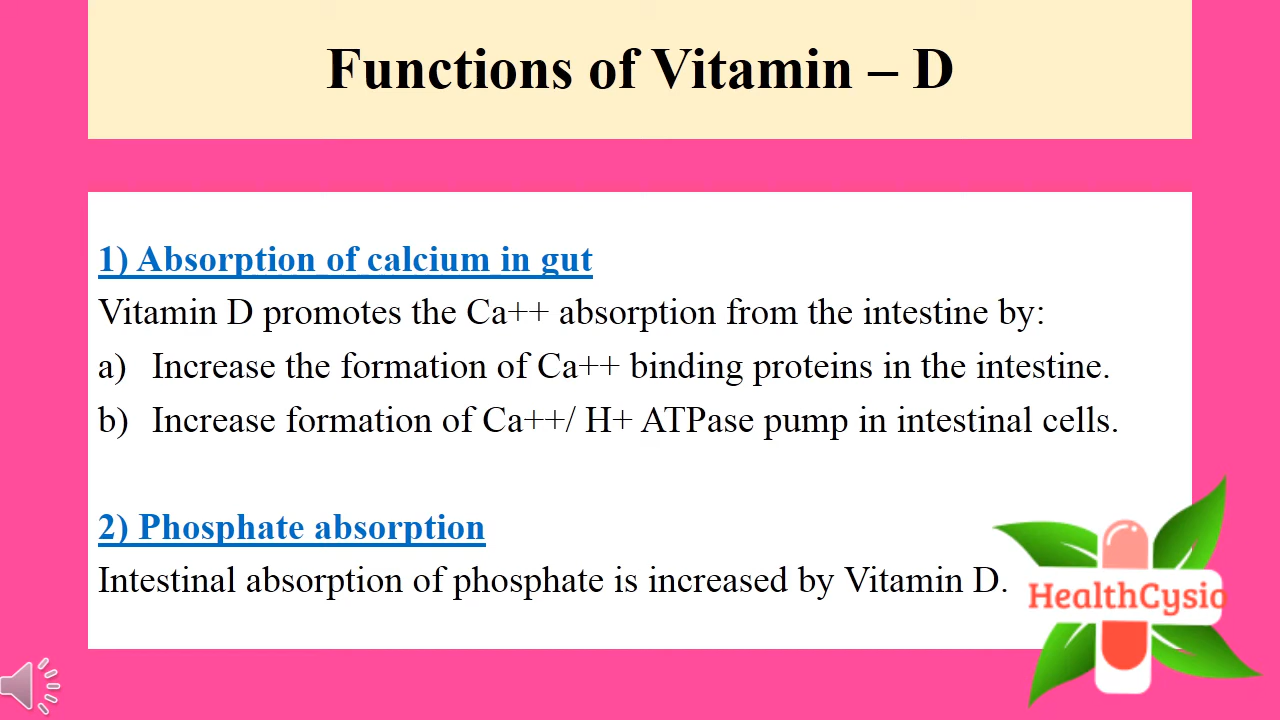 Functions of Vitamin – D
1) Absorption of calcium in gut
Vitamin D promotes the Ca++ absorption from the intestine by:
a) Increase the formation of Ca++ binding proteins in the intestine.
b) Increase formation of Ca++/ H+ ATPase pump in intestinal cells.
2) Phosphate absorption
Intestinal absorption of phosphate is increased by Vitamin D.
HealthCysio